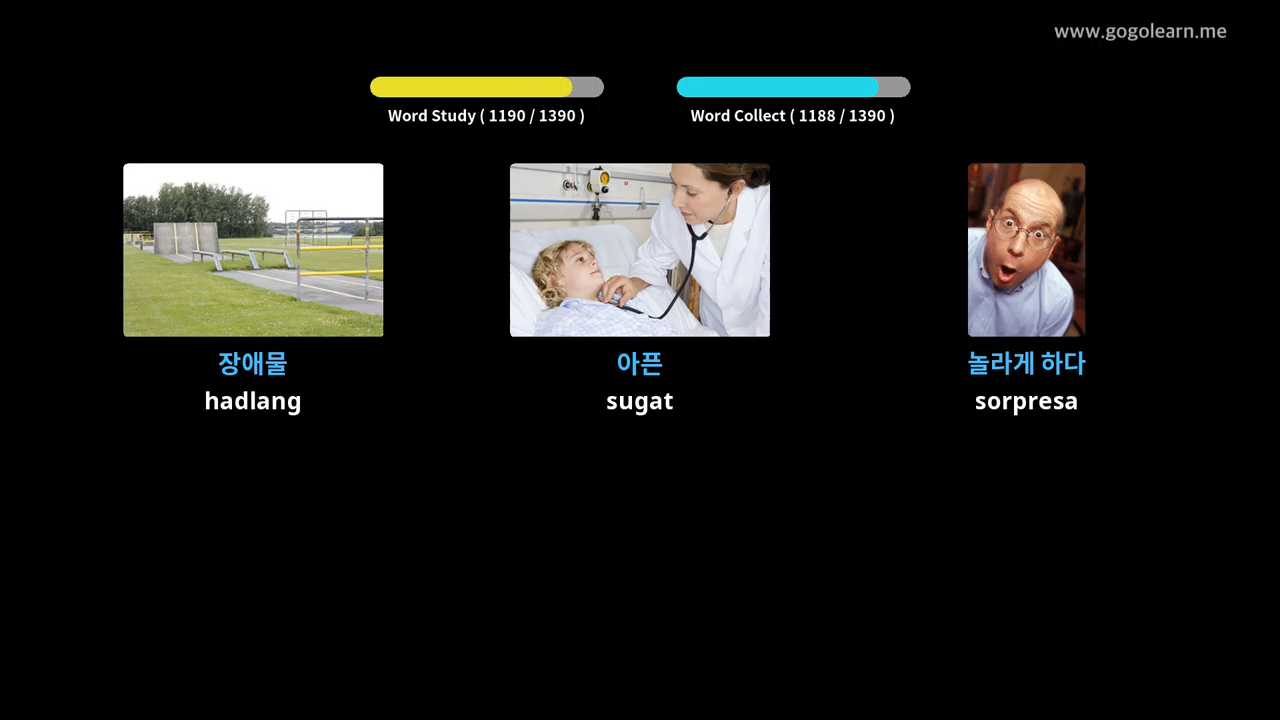 www.gogolearn.me
Word Study ( 1190 / 1390 )
Word Collect ( 1188 / 1390 )
장애물
hadlang
아픈
sugat
놀라게 하다
sorpresa